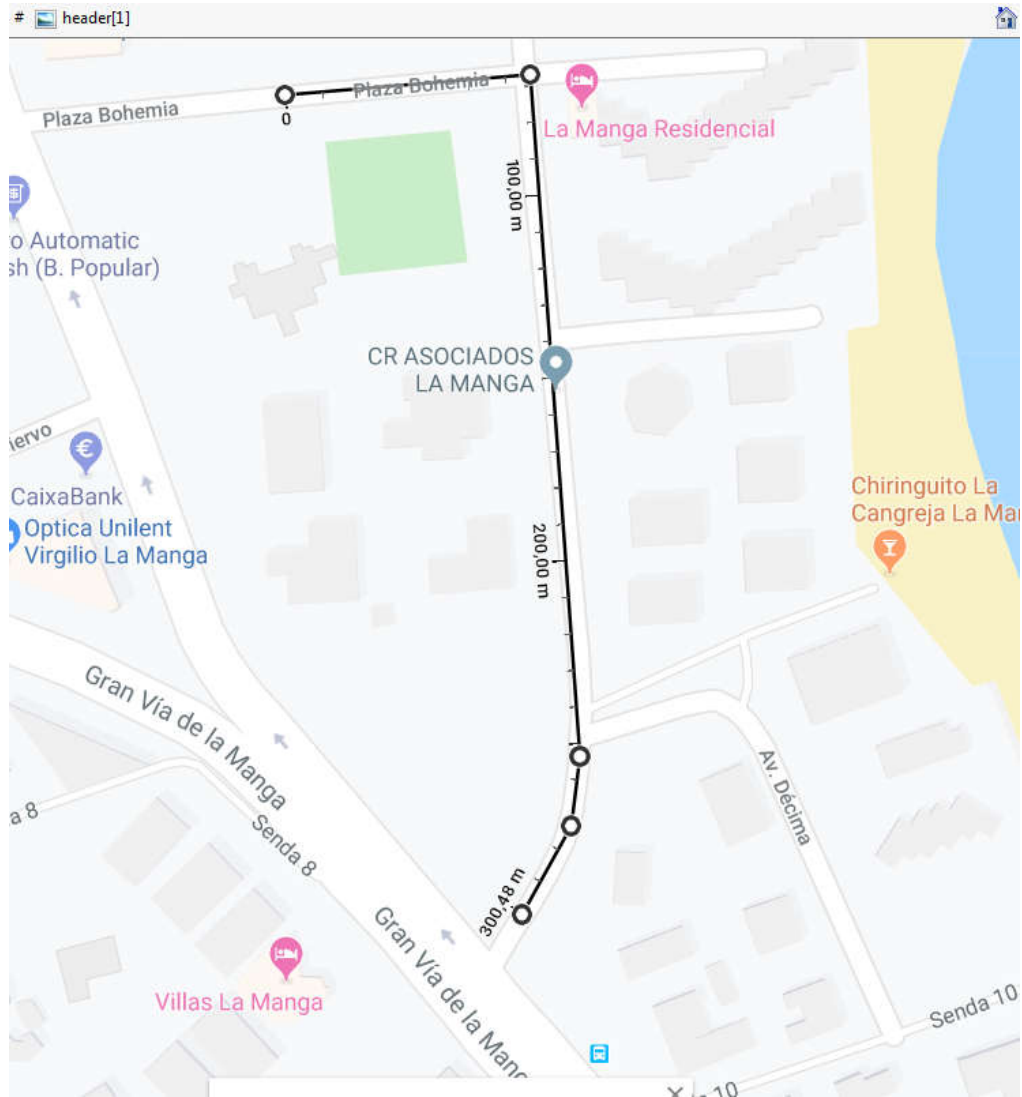 # header[1]
Plaza Bohemia
Plaza Bohemia
0
La Manga Residencial
100,00 m
o Automatic
sh (B. Popular)
CR ASOCIADOS
LA MANGA
iervo
CaixaBank
Optica Unilent
Virgilio La Manga
Chiringuito La
Cangreja La Ma
200,00 m
Gran Vía de la Manga
Av. Décima
a 8
Senda 8
300,48 m
Gran Vía de la Manga
Villas La Manga
Senda 10
10